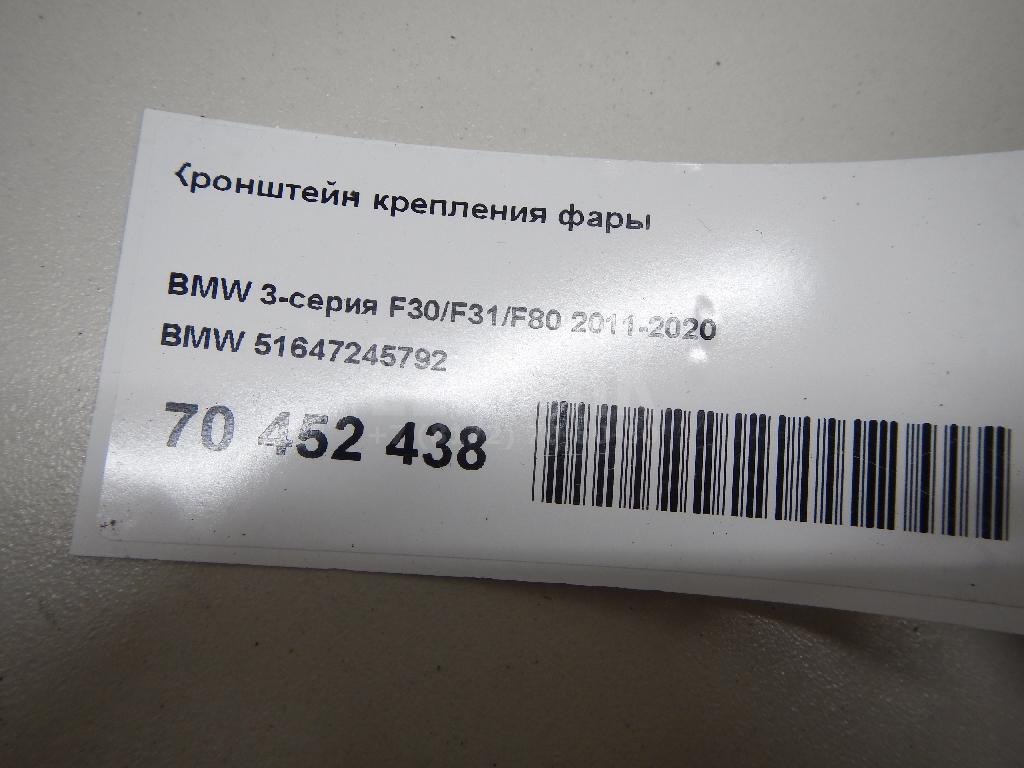 Кронштейн крепления фары
BMW 3-серия F30/F31/F80 2011-2020
BMW 51647245792
70 452 438